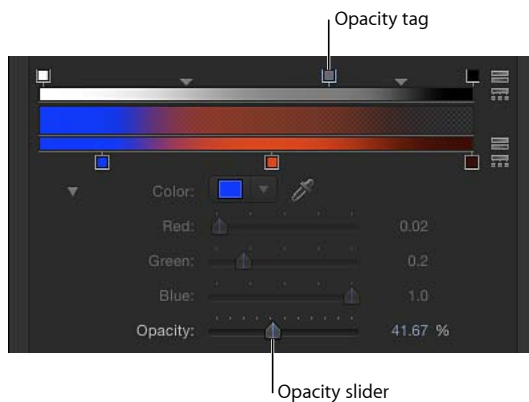 Opacity tag
Color:
Red: 0.02
Green: 0.2
Blue: 1.0
Opacity: 41.67 %
Opacity slider